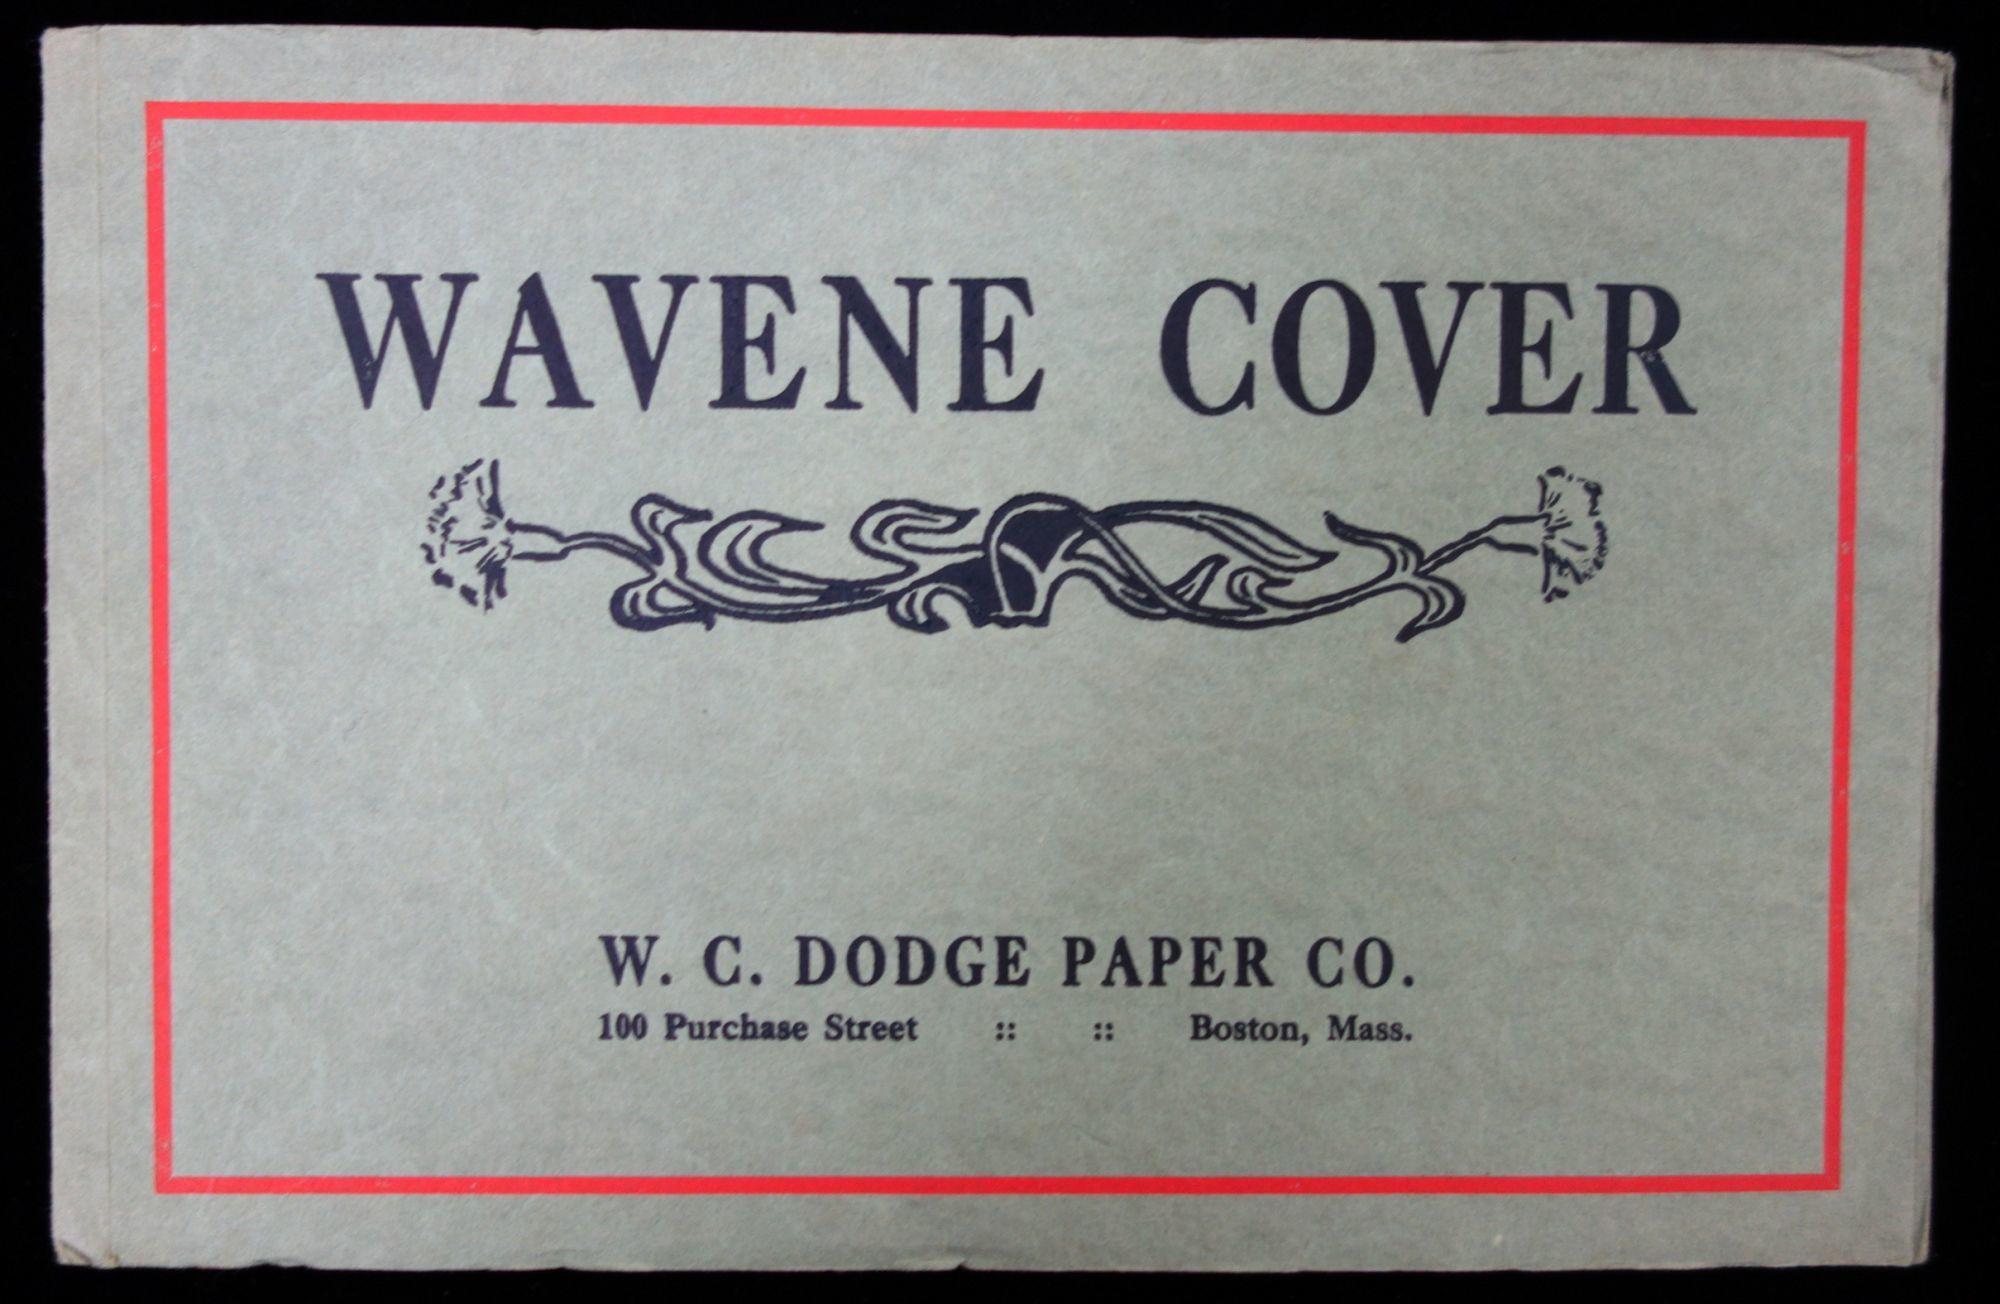 WAVENE COVER
W. C. DODGE PAPER CO.
100 Purchase Street :: :: Boston, Mass.